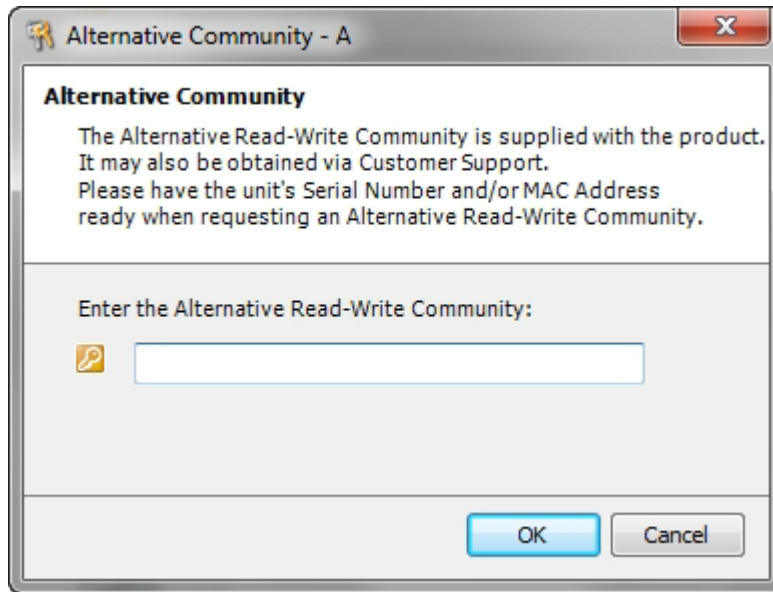 Alternative Community - A
Alternative Community
The Alternative Read-Write Community is supplied with the product.
It may also be obtained via Customer Support.
Please have the unit's Serial Number and/or MAC Address
ready when requesting an Alternative Read-Write Community.
Enter the Alternative Read-Write Community:
OK Cancel